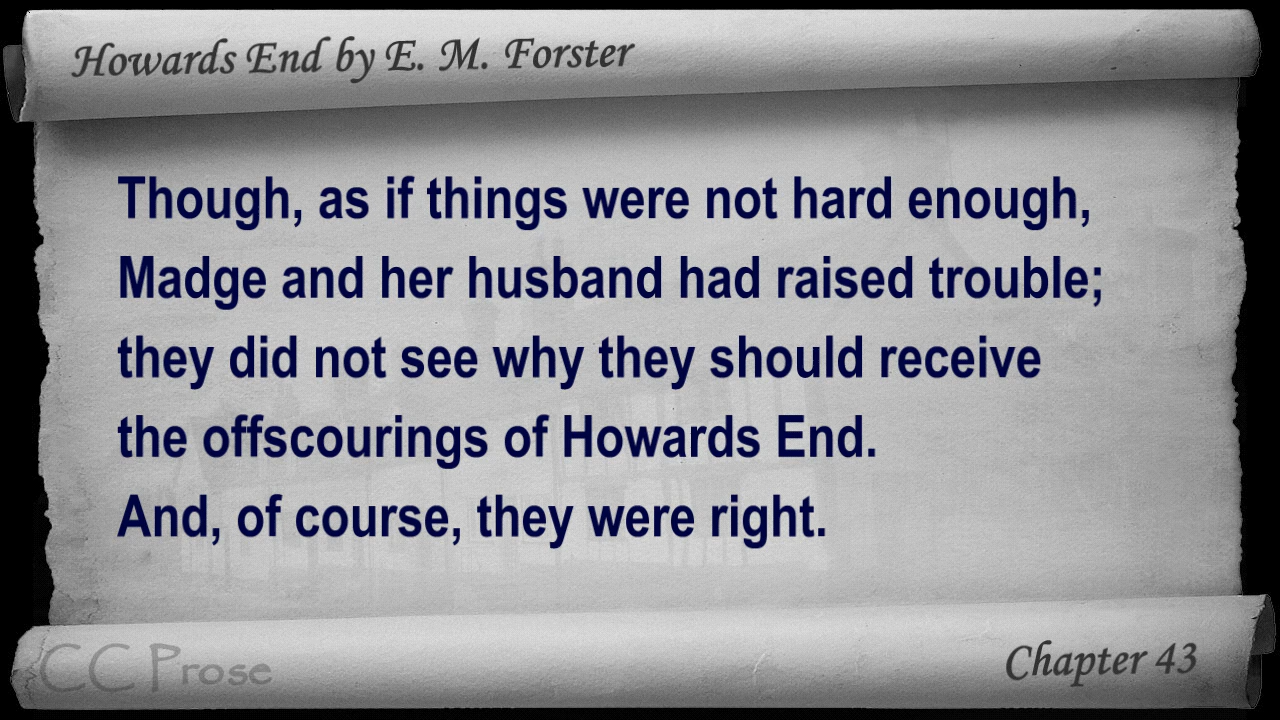 Howards End by E. M. Forster
Though, as if things were not hard enough,
Madge and her husband had raised trouble;
they did not see why they should receive
the offscourings of Howards End.
And, of course, they were right.
CC Prose
Chapter 43